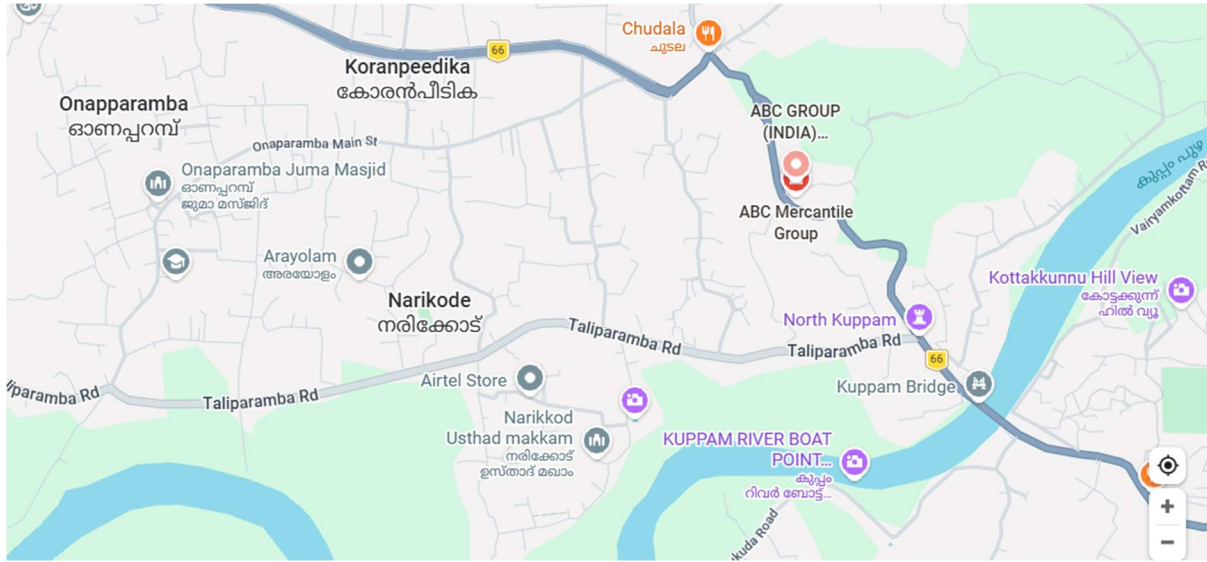 Chudala
ചുടല
66
Koranpeedika
കോരൻപീടിക
Onapparamba
ഓണപ്പറമ്പ്
ABC GROUP
(INDIA)...
Onaparamba Main St
Onaparamba Juma Masjid
ഓണപ്പറമ്പ്
ജുമാ മസ്ജിദ്
കുപ്പം പുഴ
ABC Mercantile
Group
Arayolam
അരയോളം
Kottakkunnu Hill View
കോട്ടക്കുന്ന്
ഹിൽ വ്യൂ
Narikode
നരിക്കോട്
North Kuppam
Taliparamba Rd
Taliparamba Rd
66
Airtel Store
Kuppam Bridge
liparamba Rd
Taliparamba Rd
Narikkod
Usthad makkam
നരിക്കോട്
ഉസ്താദ് മഖാം
KUPPAM RIVER BOAT
POINT...
കുപ്പം
റിവർ ബോട്ട്...
kuda Road
+
−